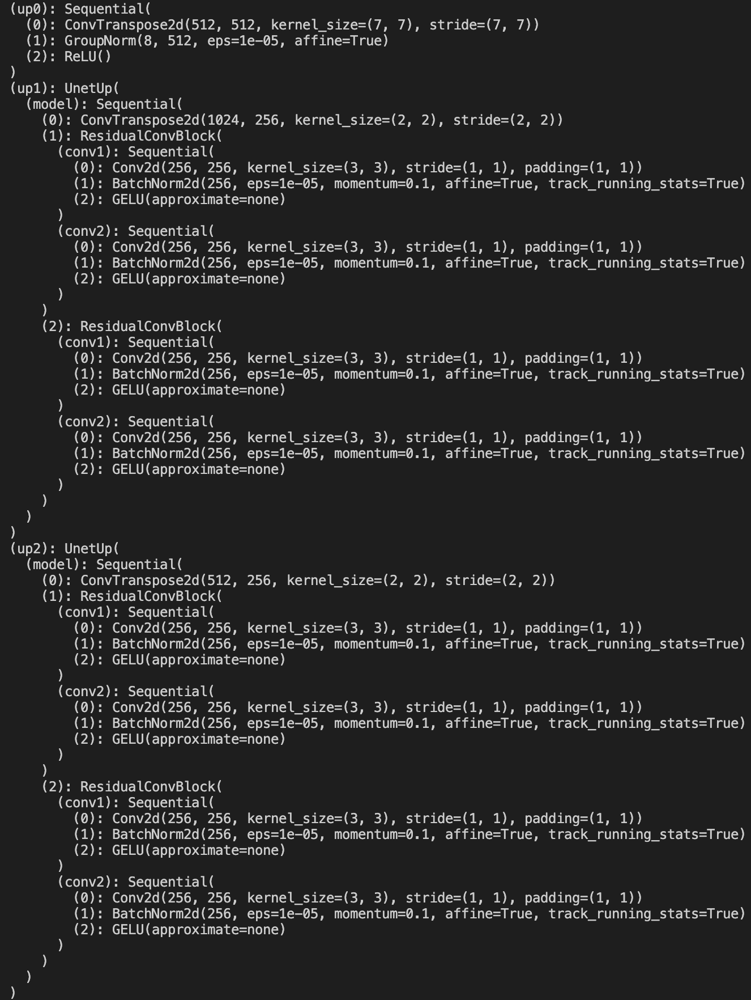 (up0): Sequential(
(0): ConvTranspose2d(512, 512, kernel_size=(7, 7), stride=(7, 7))
(1): GroupNorm(8, 512, eps=1e-05, affine=True)
(2): ReLU()
)
(up1): UnetUp(
(model): Sequential(
(0): ConvTranspose2d(1024, 256, kernel_size=(2, 2), stride=(2, 2))
(1): ResidualConvBlock(
(conv1): Sequential(
(0): Conv2d(256, 256, kernel_size=(3, 3), stride=(1, 1), padding=(1, 1))
(1): BatchNorm2d(256, eps=1e-05, momentum=0.1, affine=True, track_running_stats=True)
(2): GELU(approximate=none)
)
(conv2): Sequential(
(0): Conv2d(256, 256, kernel_size=(3, 3), stride=(1, 1), padding=(1, 1))
(1): BatchNorm2d(256, eps=1e-05, momentum=0.1, affine=True, track_running_stats=True)
(2): GELU(approximate=none)
)
)
(2): ResidualConvBlock(
(conv1): Sequential(
(0): Conv2d(256, 256, kernel_size=(3, 3), stride=(1, 1), padding=(1, 1))
(1): BatchNorm2d(256, eps=1e-05, momentum=0.1, affine=True, track_running_stats=True)
(2): GELU(approximate=none)
)
(conv2): Sequential(
(0): Conv2d(256, 256, kernel_size=(3, 3), stride=(1, 1), padding=(1, 1))
(1): BatchNorm2d(256, eps=1e-05, momentum=0.1, affine=True, track_running_stats=True)
(2): GELU(approximate=none)
)
)
)
)
(up2): UnetUp(
(model): Sequential(
(0): ConvTranspose2d(512, 256, kernel_size=(2, 2), stride=(2, 2))
(1): ResidualConvBlock(
(conv1): Sequential(
(0): Conv2d(256, 256, kernel_size=(3, 3), stride=(1, 1), padding=(1, 1))
(1): BatchNorm2d(256, eps=1e-05, momentum=0.1, affine=True, track_running_stats=True)
(2): GELU(approximate=none)
)
(conv2): Sequential(
(0): Conv2d(256, 256, kernel_size=(3, 3), stride=(1, 1), padding=(1, 1))
(1): BatchNorm2d(256, eps=1e-05, momentum=0.1, affine=True, track_running_stats=True)
(2): GELU(approximate=none)
)
)
(2): ResidualConvBlock(
(conv1): Sequential(
(0): Conv2d(256, 256, kernel_size=(3, 3), stride=(1, 1), padding=(1, 1))
(1): BatchNorm2d(256, eps=1e-05, momentum=0.1, affine=True, track_running_stats=True)
(2): GELU(approximate=none)
)
(conv2): Sequential(
(0): Conv2d(256, 256, kernel_size=(3, 3), stride=(1, 1), padding=(1, 1))
(1): BatchNorm2d(256, eps=1e-05, momentum=0.1, affine=True, track_running_stats=True)
(2): GELU(approximate=none)
)
)
)
)